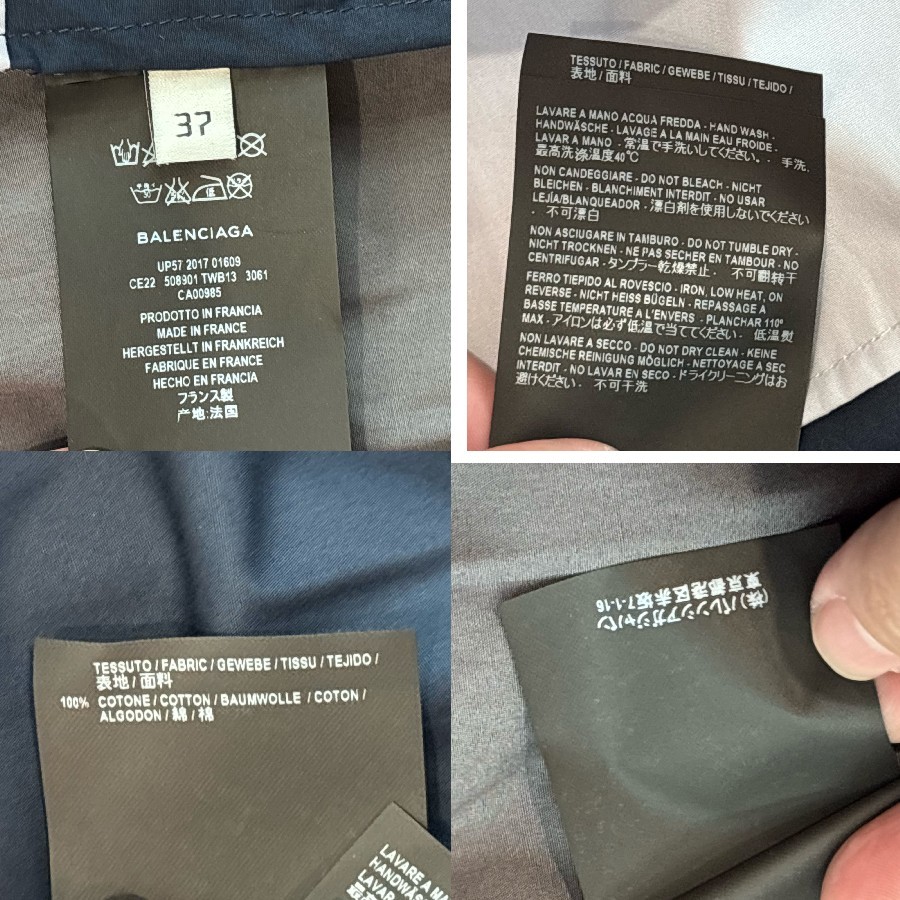 37
30
BALENCIAGA
UP57 2017 01609
CE22 508901 TWB13 3061
CA00985
PRODOTTO IN FRANCIA
MADE IN FRANCE
HERGESTELLT IN FRANKREICH
FABRIQUE EN FRANCE
HECHO EN FRANCIA
フランス製
产地:法国
TESSUTO / FABRIC / GEWEBE / TISSU / TEJIDO /
表地 / 面料
LAVARE A MANO ACQUA FREDDA - HAND WASH -
HANDWÄSCHE - LAVAGE A LA MAIN EAU FROIDE -
LAVAR A MANO - 常温で手洗いしてください。- 手洗,
最高洗涤温度40°C
NON CANDEGGIARE - DO NOT BLEACH - NICHT
BLEICHEN - BLANCHIMENT INTERDIT - NO USAR
LEJÍA/BLANQUEADOR - 漂白剤を使用しないでください
- 不可漂白
NON ASCIUGARE IN TAMBURO - DO NOT TUMBLE DRY -
NICHT TROCKNEN - NE PAS SECHER EN TAMBOUR - NO
CENTRIFUGAR - タンブラー乾燥禁止 - 不可翻转干
FERRO TIEPIDO AL ROVESCIO - IRON, LOW HEAT, ON
REVERSE - NICHT HEISS BÜGELN - REPASSAGE A
BASSE TEMPERATURE A L'ENVERS - PLANCHAR 110°
MAX - アイロンは必ず低温で当ててください. 低温熨
NON LAVARE A SECCO - DO NOT DRY CLEAN - KEINE
CHEMISCHE REINIGUNG MÖGLICH - NETTOYAGE A SEC
INTERDIT - NO LAVAR EN SECO - ドライクリーニングはお
避けください. 不可干洗
TESSUTO / FABRIC / GEWEBE / TISSU / TEJIDO /
表地 / 面料
100% COTONE / COTTON / BAUMWOLLE / COTON /
ALGODON / 綿 / 棉
LAVARE A M
HANDWÄS
LAVAR
(株)バレンシアガジャパン
東京都港区赤坂7-1-16